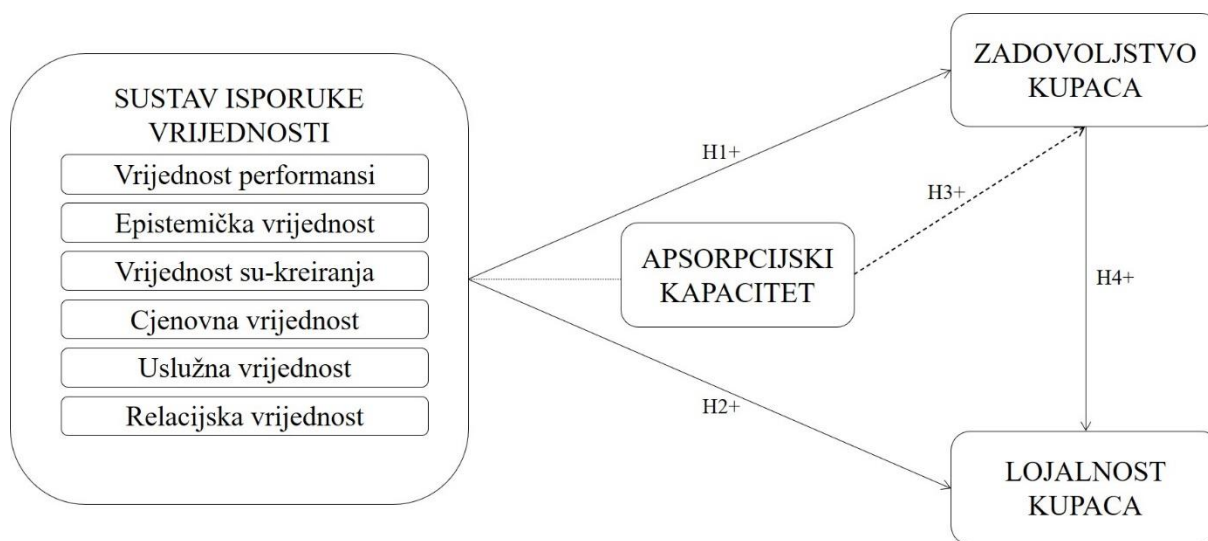 SUSTAV ISPORUKE
VRIJEDNOSTI
Vrijednost performansi
Epistemička vrijednost
Vrijednost su-kreiranja
Cjenovna vrijednost
Uslužna vrijednost
Relacijska vrijednost
H1+
H2+
APSORPCIJSKI
KAPACITET
H3+
ZADOVOLJSTVO
KUPACA
H4+
LOJALNOST
KUPACA